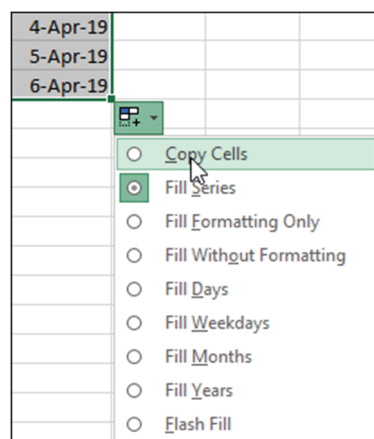 4-Apr-19
5-Apr-19
6-Apr-19
Copy Cells
Fill Series
Fill Formatting Only
Fill Without Formatting
Fill Days
Fill Weekdays
Fill Months
Fill Years
Flash Fill